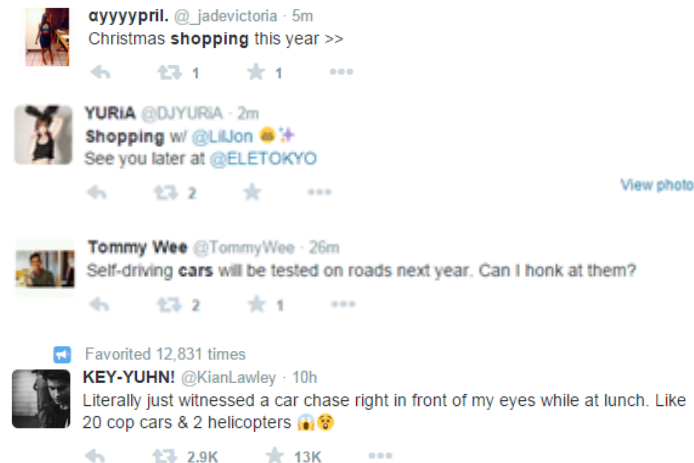 αyyyypril. @_jadevictoria · 5m
Christmas shopping this year >>
1 1
YURiA @DJYURiA · 2m
Shopping w/ @LilJon
See you later at @ELETOKYO
View photo
2
Tommy Wee @TommyWee · 26m
Self-driving cars will be tested on roads next year. Can I honk at them?
2 1
Favorited 12,831 times
KEY-YUHN! @KianLawley · 10h
Literally just witnessed a car chase right in front of my eyes while at lunch. Like
20 cop cars & 2 helicopters 😱😲
2.9K 13K